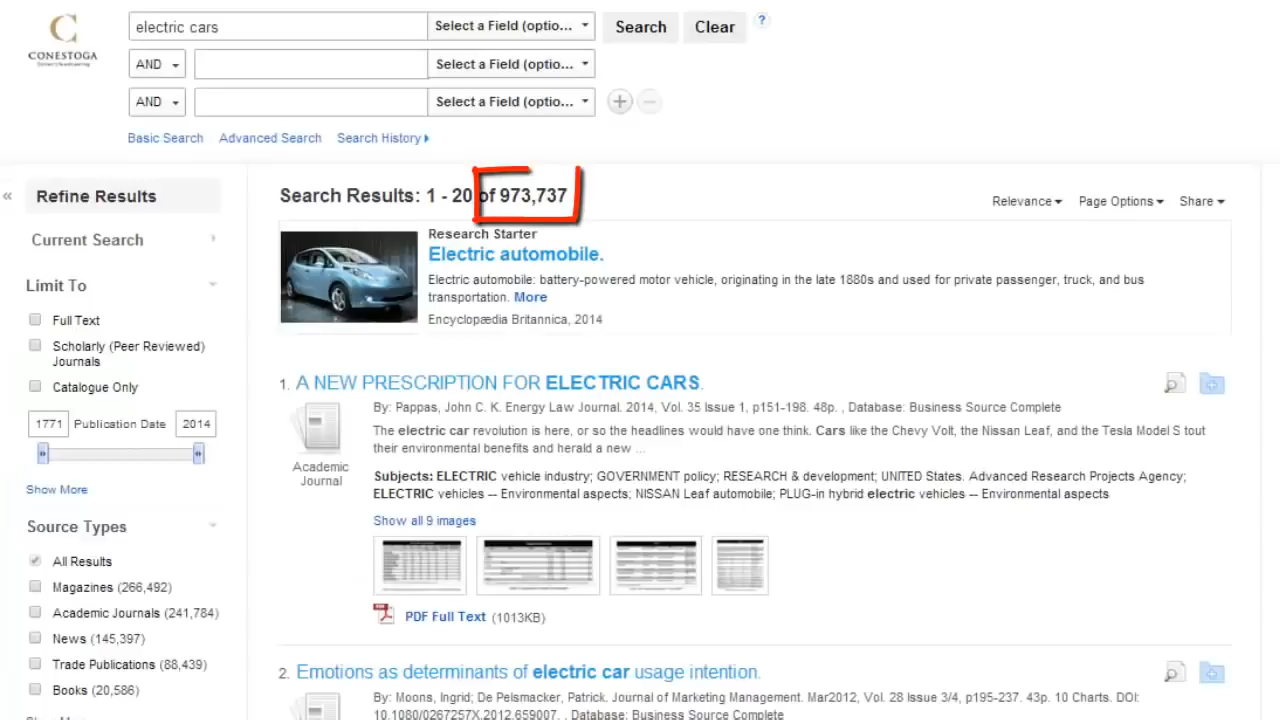 CONESTOGA
electric cars
Select a Field (optio...
Search
Clear
?
AND
Select a Field (optio...
AND
Select a Field (optio...
Basic Search
Advanced Search
Search History
«
Refine Results
Current Search
Limit To
Full Text
Scholarly (Peer Reviewed)
Journals
Catalogue Only
1771
Publication Date
2014
Show More
Source Types
All Results
Magazines (266,492)
Academic Journals (241,784)
News (145,397)
Trade Publications (88,439)
Books (20,586)
Search Results: 1 - 20 of 973,737
Relevance
Page Options
Share
Research Starter
Electric automobile.
Electric automobile: battery-powered motor vehicle, originating in the late 1880s and used for private passenger, truck, and bus
transportation. More
Encyclopædia Britannica, 2014
1. A NEW PRESCRIPTION FOR ELECTRIC CARS.
By: Pappas, John C. K. Energy Law Journal. 2014, Vol. 35 Issue 1, p151-198. 48p. , Database: Business Source Complete
The electric car revolution is here, or so the headlines would have one think. Cars like the Chevy Volt, the Nissan Leaf, and the Tesla Model S tout
their environmental benefits and herald a new ...
Academic
Journal
Subjects: ELECTRIC vehicle industry; GOVERNMENT policy; RESEARCH & development; UNITED States. Advanced Research Projects Agency;
ELECTRIC vehicles -- Environmental aspects; NISSAN Leaf automobile; PLUG-in hybrid electric vehicles -- Environmental aspects
Show all 9 images
PDF Full Text (1013KB)
2. Emotions as determinants of electric car usage intention.
By: Moons, Ingrid; De Pelsmacker, Patrick. Journal of Marketing Management. Mar2012, Vol. 28 Issue 3/4, p195-237. 43p. 10 Charts. DOI:
10.1080/0267257X.2012.659007. , Database: Business Source Complete